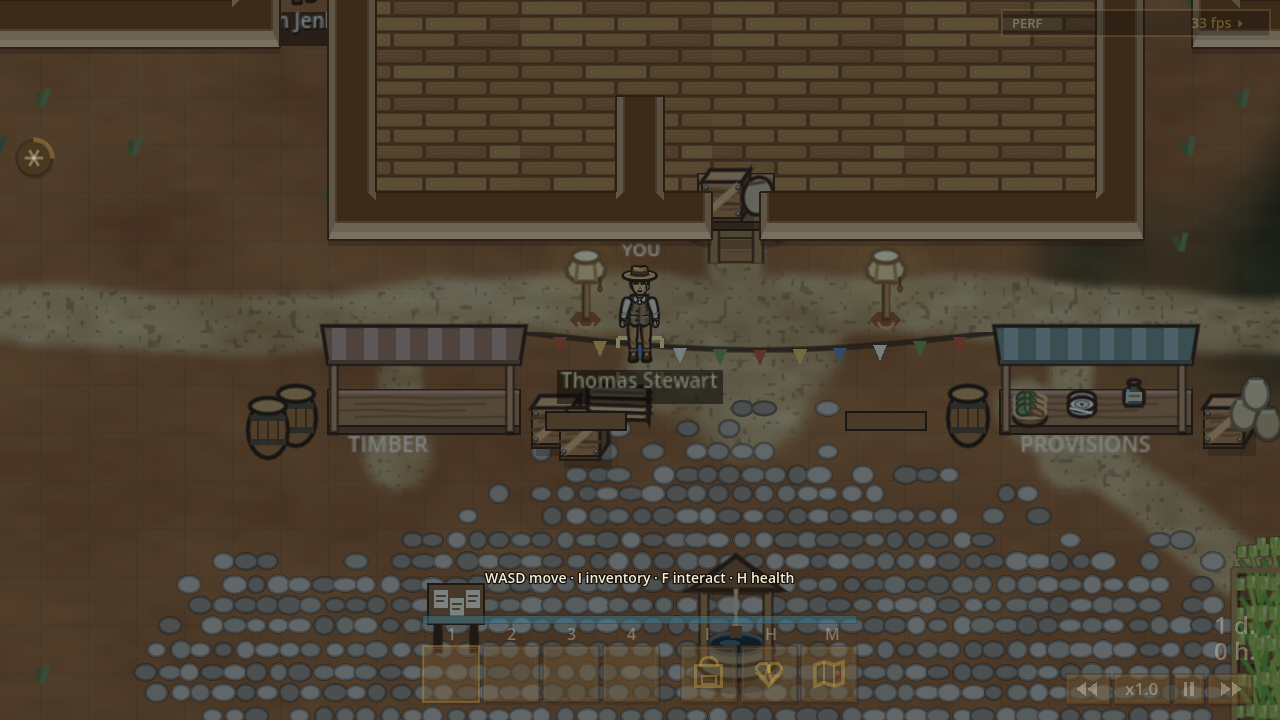 n Jen
PERF
33 fps
YOU
Thomas Stewart
TIMBER
PROVISIONS
WASD move · I inventory · F interact · H health
1 2 3 4 I H M
1 d.
0 h.
x1.0